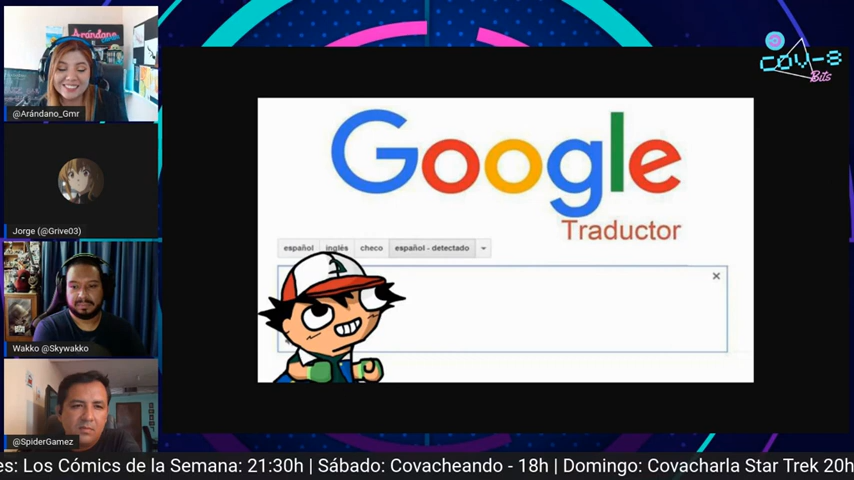 Arándano
@Arándano_Gmr
Jorge (@Grive03)
Wakko @Skywakko
@SpiderGamez
COV-8
Bits
Google
Traductor
español inglés checo español - detectado
es: Los Cómics de la Semana: 21:30h | Sábado: Covacheando - 18h | Domingo: Covacharla Star Trek 20h